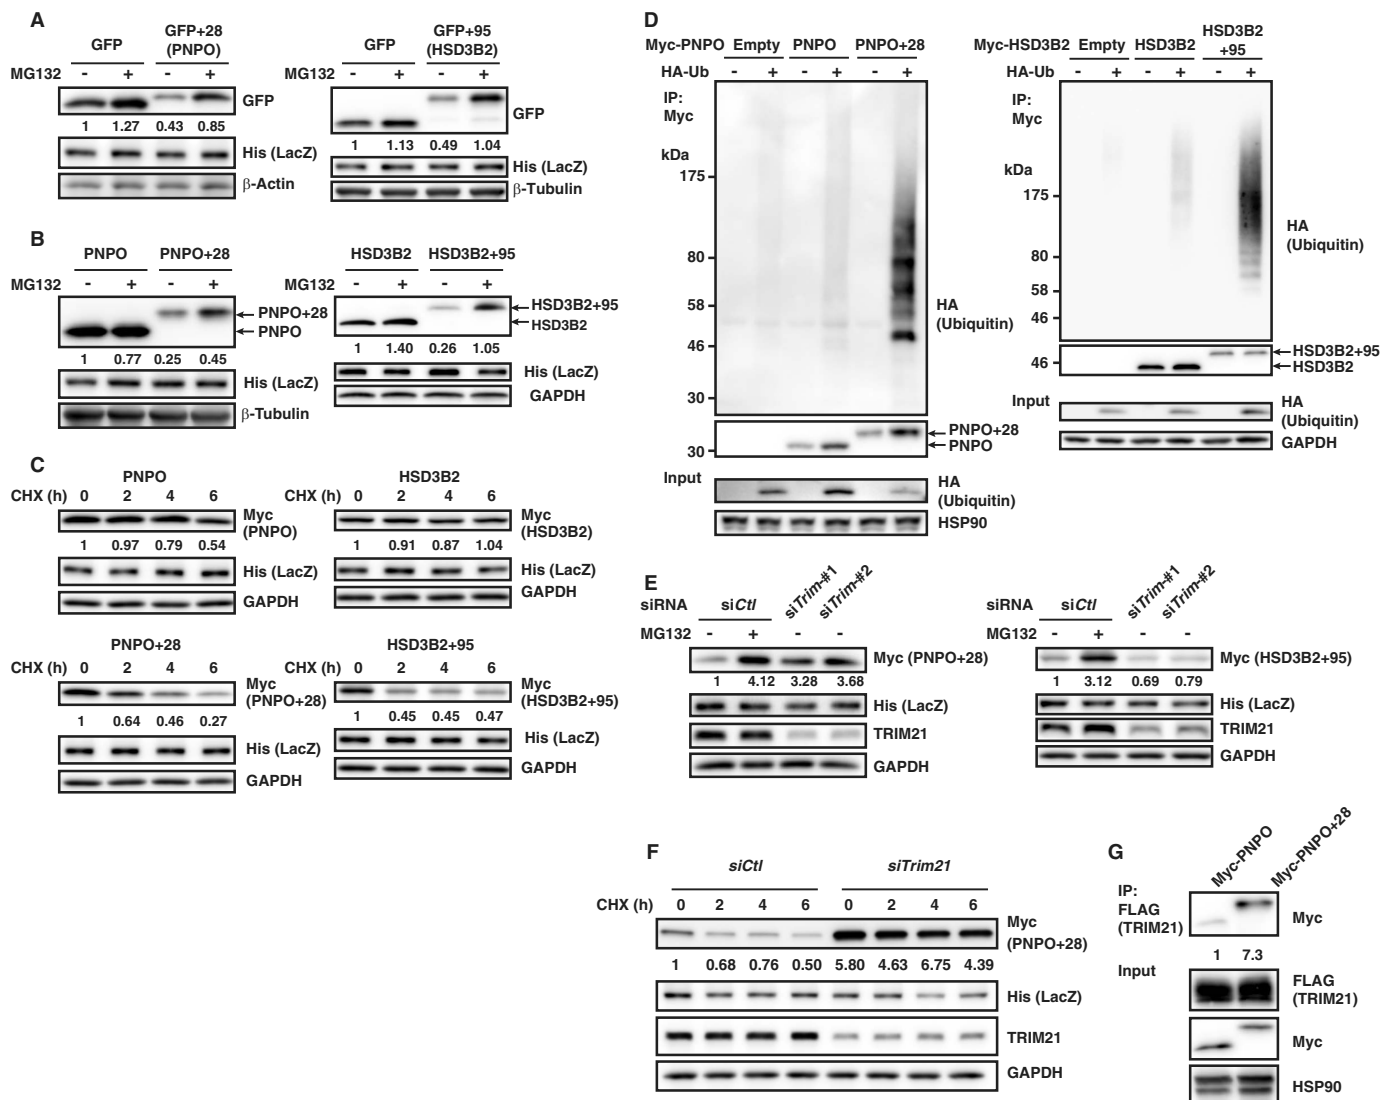 A
GFP
GFP+28
(PNPO)
MG132 - + - +
GFP
1 1.27 0.43 0.85
His (LacZ)
β-Actin
GFP
GFP+95
(HSD3B2)
MG132 - + - +
GFP
1 1.13 0.49 1.04
His (LacZ)
β-Tubulin
B
PNPO PNPO+28
MG132 - + - +
PNPO+28
PNPO
1 0.77 0.25 0.45
His (LacZ)
β-Tubulin
HSD3B2 HSD3B2+95
MG132 - + - +
HSD3B2+95
HSD3B2
1 1.40 0.26 1.05
His (LacZ)
GAPDH
C
PNPO
CHX (h) 0 2 4 6
Myc
(PNPO)
1 0.97 0.79 0.54
His (LacZ)
GAPDH
HSD3B2
CHX (h) 0 2 4 6
Myc
(HSD3B2)
1 0.91 0.87 1.04
His (LacZ)
GAPDH
PNPO+28
CHX (h) 0 2 4 6
Myc
(PNPO+28)
1 0.64 0.46 0.27
His (LacZ)
GAPDH
HSD3B2+95
CHX (h) 0 2 4 6
Myc
(HSD3B2+95)
1 0.45 0.45 0.47
His (LacZ)
GAPDH
D
Myc-PNPO Empty PNPO PNPO+28
HA-Ub - + - + - +
IP:
Myc
kDa
175
80
58
46
30
HA
(Ubiquitin)
30
PNPO+28
PNPO
Input
HA
(Ubiquitin)
HSP90
Myc-HSD3B2 Empty HSD3B2 HSD3B2
+95
HA-Ub - + - + - +
IP:
Myc
kDa
175
80
58
46
HA
(Ubiquitin)
46
HSD3B2+95
HSD3B2
Input
HA
(Ubiquitin)
GAPDH
E
siRNA siCtl siTrim-#1 siTrim-#2
MG132 - + - -
Myc (PNPO+28)
1 4.12 3.28 3.68
His (LacZ)
TRIM21
GAPDH
siRNA siCtl siTrim-#1 siTrim-#2
MG132 - + - -
Myc (HSD3B2+95)
1 3.12 0.69 0.79
His (LacZ)
TRIM21
GAPDH
F
siCtl siTrim21
CHX (h) 0 2 4 6 0 2 4 6
Myc
(PNPO+28)
1 0.68 0.76 0.50 5.80 4.63 6.75 4.39
His (LacZ)
TRIM21
GAPDH
G
Myc-PNPO Myc-PNPO+28
IP:
FLAG
(TRIM21)
Myc
1 7.3
Input
FLAG
(TRIM21)
Myc
HSP90